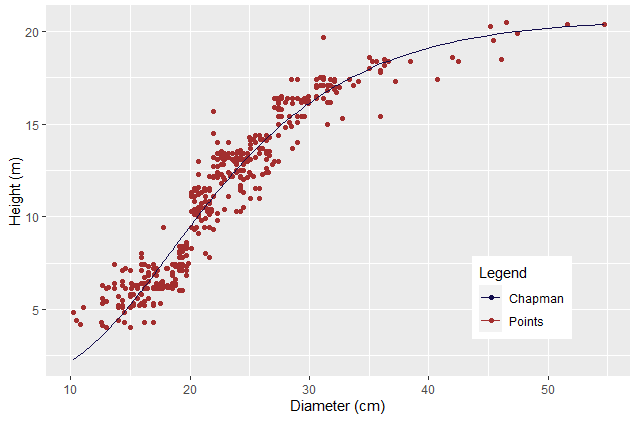 20
15
10
5
Height (m)
10 20 30 40 50
Diameter (cm)
Legend
Chapman
Points